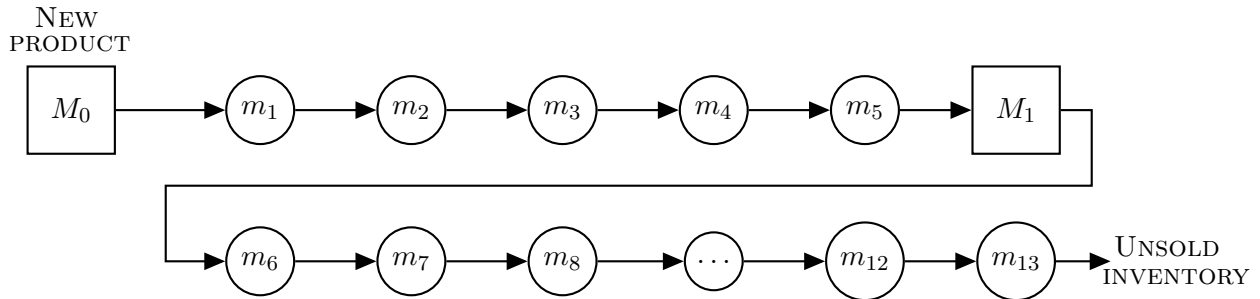 NEW
PRODUCT
M₀ m₁ m₂ m₃ m₄ m₅ M₁
m₆ m₇ m₈ ... m₁₂ m₁₃ UNSOLD
INVENTORY